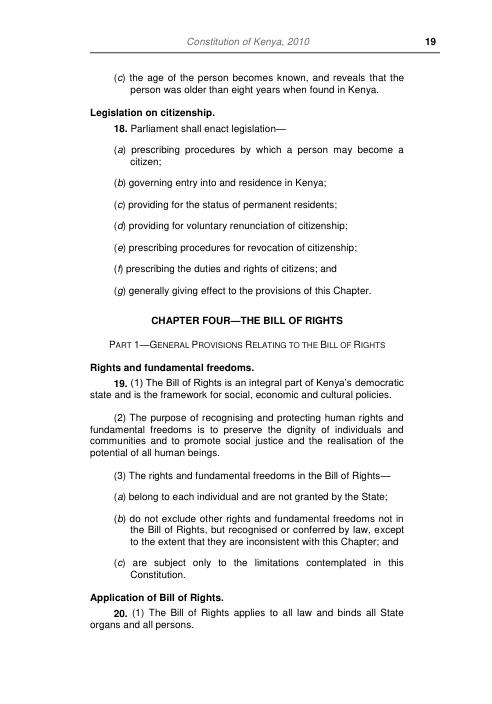 Constitution of Kenya, 2010 19
(c) the age of the person becomes known, and reveals that the
person was older than eight years when found in Kenya.
Legislation on citizenship.
18. Parliament shall enact legislation—
(a) prescribing procedures by which a person may become a
citizen;
(b) governing entry into and residence in Kenya;
(c) providing for the status of permanent residents;
(d) providing for voluntary renunciation of citizenship;
(e) prescribing procedures for revocation of citizenship;
(f) prescribing the duties and rights of citizens; and
(g) generally giving effect to the provisions of this Chapter.
CHAPTER FOUR—THE BILL OF RIGHTS
PART 1—GENERAL PROVISIONS RELATING TO THE BILL OF RIGHTS
Rights and fundamental freedoms.
19. (1) The Bill of Rights is an integral part of Kenya's democratic
state and is the framework for social, economic and cultural policies.
(2) The purpose of recognising and protecting human rights and
fundamental freedoms is to preserve the dignity of individuals and
communities and to promote social justice and the realisation of the
potential of all human beings.
(3) The rights and fundamental freedoms in the Bill of Rights—
(a) belong to each individual and are not granted by the State;
(b) do not exclude other rights and fundamental freedoms not in
the Bill of Rights, but recognised or conferred by law, except
to the extent that they are inconsistent with this Chapter; and
(c) are subject only to the limitations contemplated in this
Constitution.
Application of Bill of Rights.
20. (1) The Bill of Rights applies to all law and binds all State
organs and all persons.